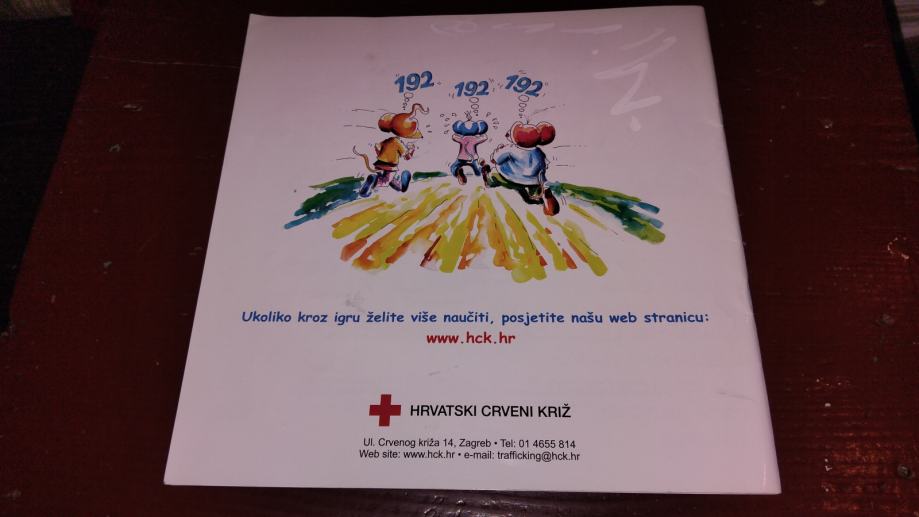 192 192 192
Ukoliko kroz igru želite više naučiti, posjetite našu web stranicu:
www.hck.hr
HRVATSKI CRVENI KRIŽ
Ul. Crvenog križa 14, Zagreb • Tel: 01 4655 814
Web site: www.hck.hr • e-mail: trafficking@hck.hr